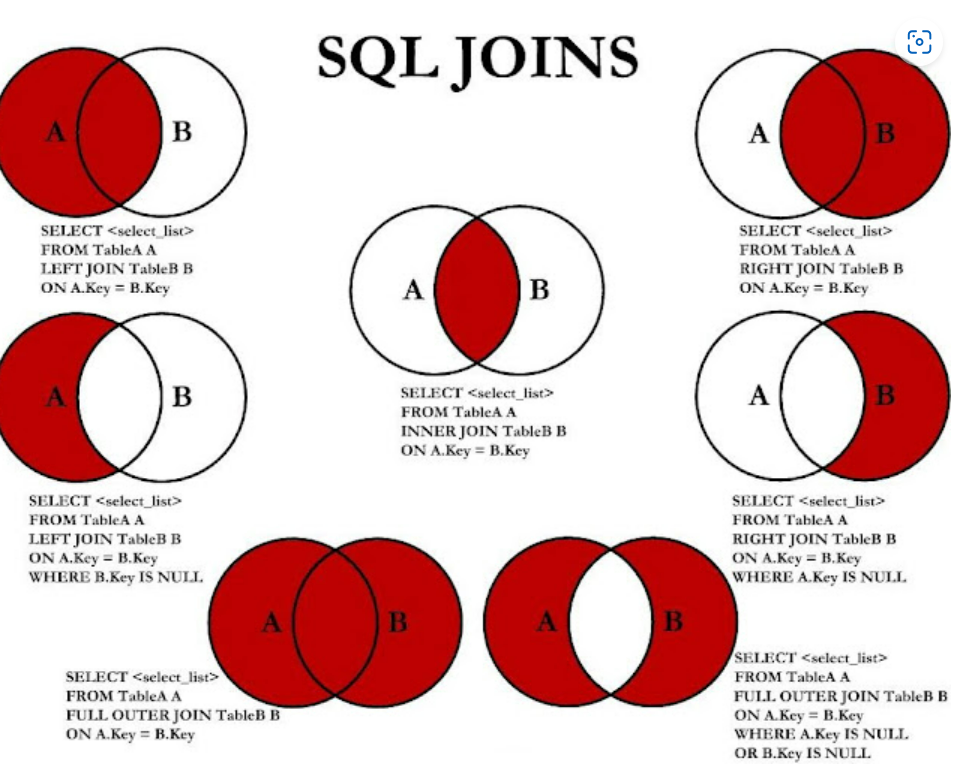 SQL JOINS
A B
SELECT <select_list>
FROM TableA A
LEFT JOIN TableB B
ON A.Key = B.Key
A B
SELECT <select_list>
FROM TableA A
RIGHT JOIN TableB B
ON A.Key = B.Key
A B
SELECT <select_list>
FROM TableA A
INNER JOIN TableB B
ON A.Key = B.Key
A B
SELECT <select_list>
FROM TableA A
LEFT JOIN TableB B
ON A.Key = B.Key
WHERE B.Key IS NULL
A B
SELECT <select_list>
FROM TableA A
RIGHT JOIN TableB B
ON A.Key = B.Key
WHERE A.Key IS NULL
A B
SELECT <select_list>
FROM TableA A
FULL OUTER JOIN TableB B
ON A.Key = B.Key
A B
SELECT <select_list>
FROM TableA A
FULL OUTER JOIN TableB B
ON A.Key = B.Key
WHERE A.Key IS NULL
OR B.Key IS NULL